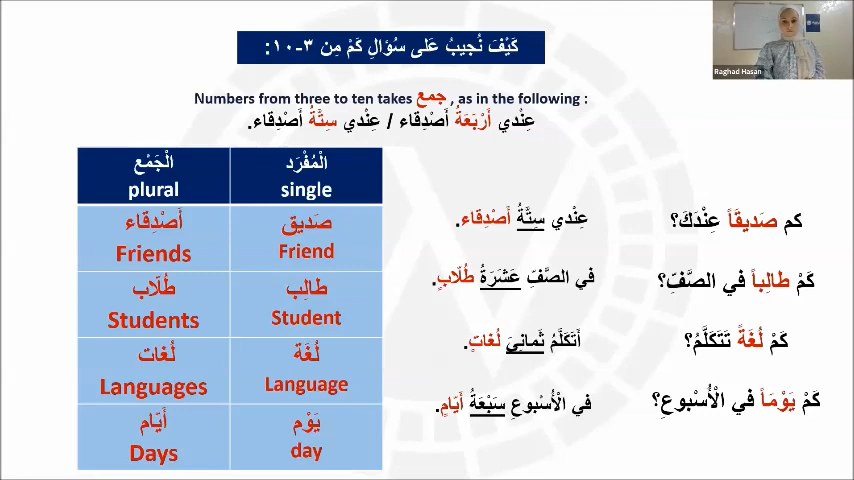 كَيْفَ نُجيبُ عَلى سُؤالِ كَمْ مِن ٣-١٠:
Numbers from three to ten takes جمع , as in the following :
عِنْدي أَرْبَعَةُ أَصْدِقاء / عِنْدي سِتَّةُ أَصْدِقاء.
Raghad Hasan
الْمُفْرَد الْجَمْع
single plural
صَديق أَصْدِقاء
Friend Friends
طالِب طُلّاب
Student Students
لُغَة لُغات
Language Languages
يَوْم أَيّام
day Days
كم صَديقَاً عِنْدَكَ؟ عِنْدي سِتَّةُ أَصْدِقاء.
كَمْ طالِباً في الصَّفِّ؟ في الصَّفِّ عَشَرَةُ طُلّابٍ.
كَمْ لُغَةً تَتَكَلَّمُ؟ أَتَكَلَّمُ ثَمانِيَ لُغاتٍ.
كَمْ يَوْمَاً في الْأُسْبوعِ؟ في الْأُسْبوعِ سَبْعَةُ أَيّامٍ.